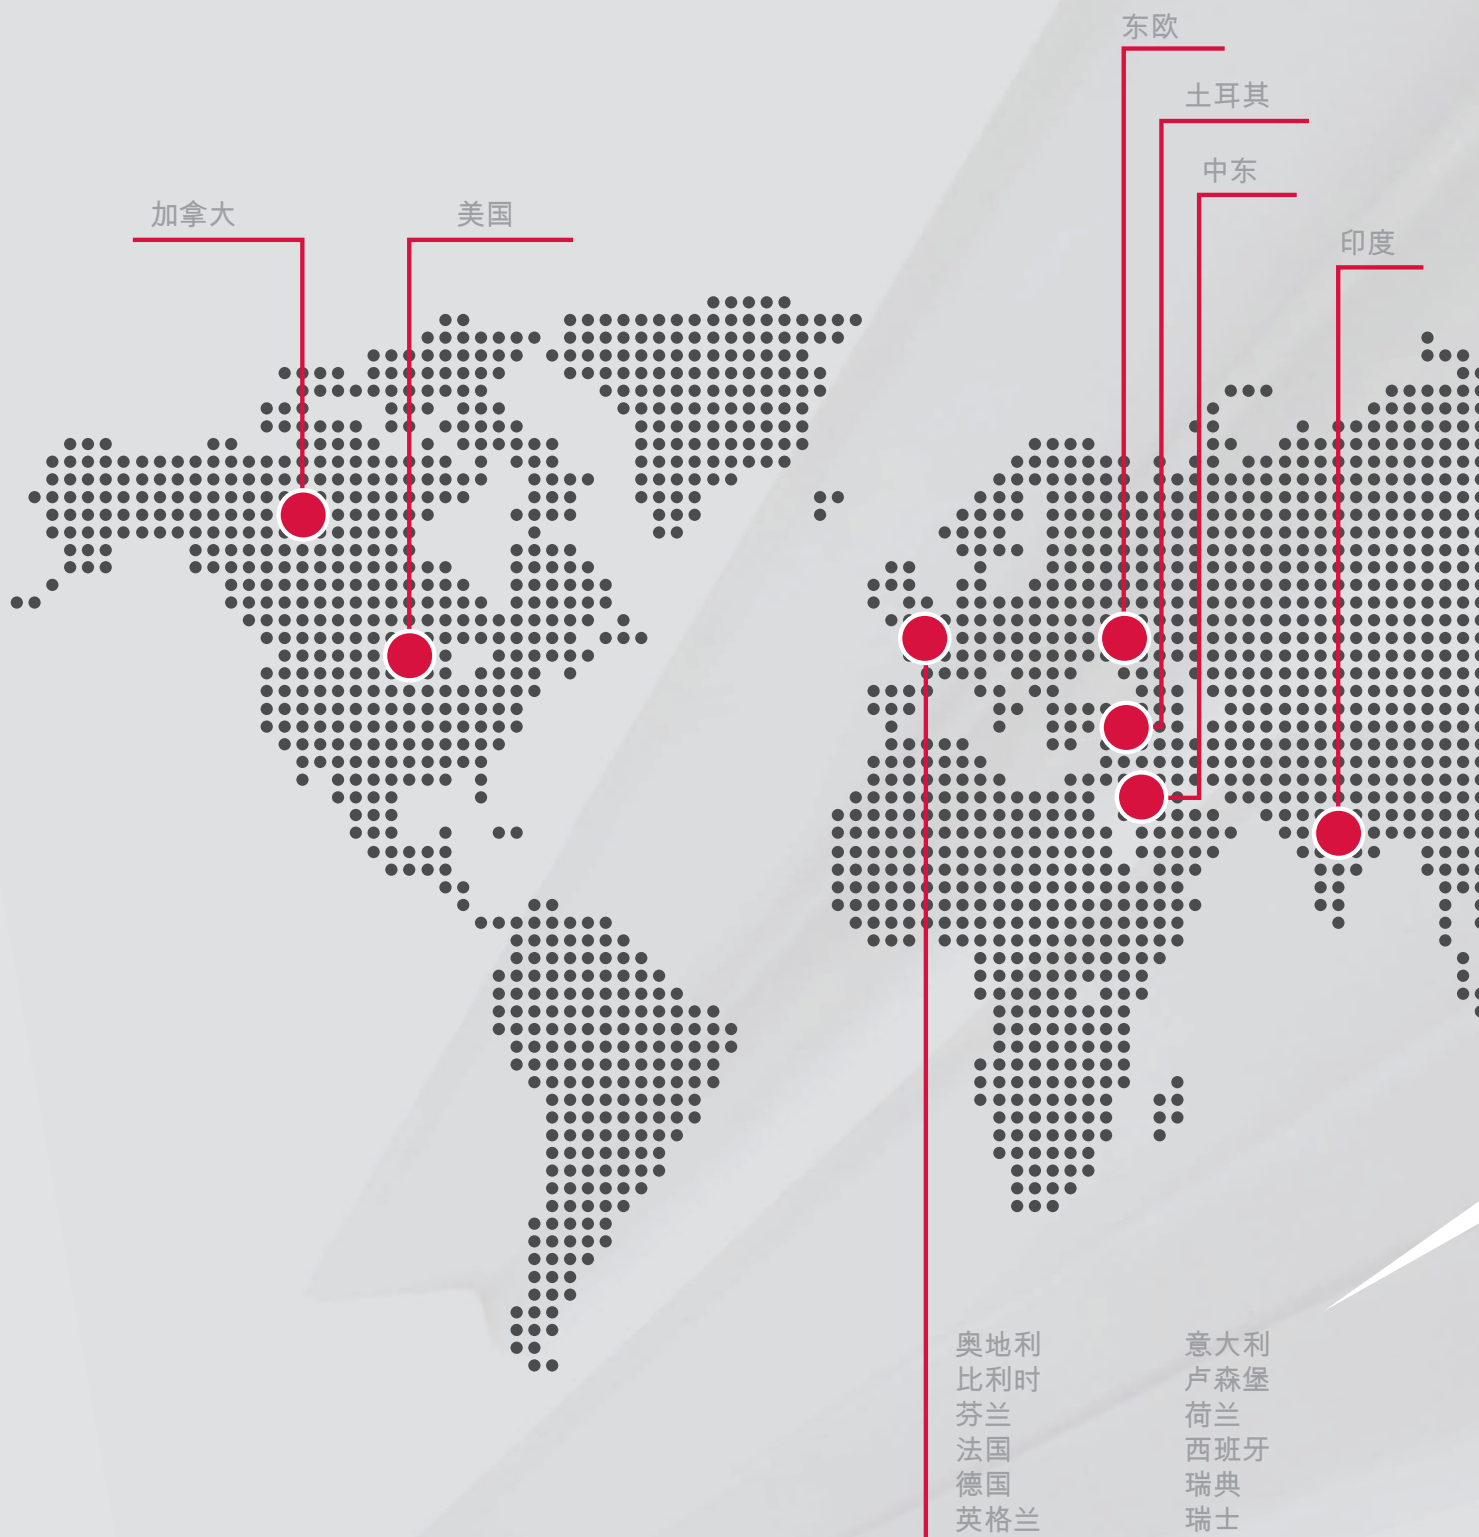 东欧
土耳其
中东
加拿大
美国
印度
奥地利
比利时
芬兰
法国
德国
英格兰
意大利
卢森堡
荷兰
西班牙
瑞典
瑞士